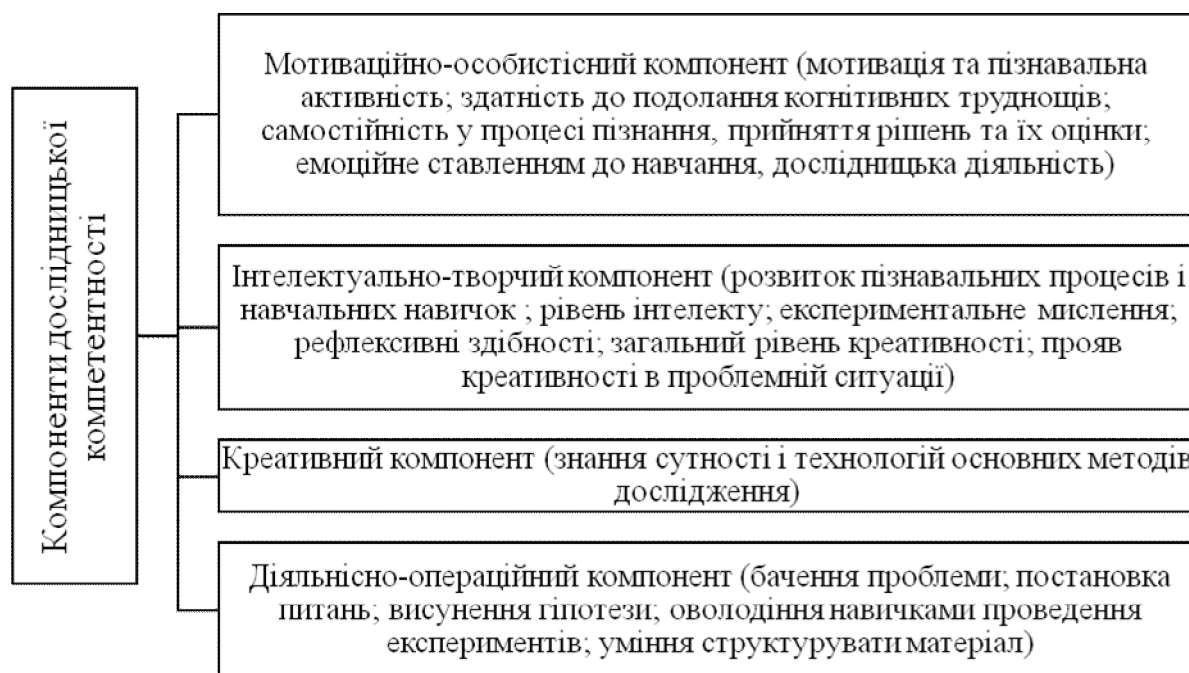 Компоненти дослідницької
компетентності
Мотиваційно-особистісний компонент (мотивація та пізнавальна
активність; здатність до подолання когнітивних труднощів;
самостійність у процесі пізнання, прийняття рішень та їх оцінки;
емоційне ставленням до навчання, дослідницька діяльність)
Інтелектуально-творчий компонент (розвиток пізнавальних процесів і
навчальних навичок ; рівень інтелекту; експериментальне мислення;
рефлексивні здібності; загальний рівень креативності; прояв
креативності в проблемній ситуації)
Креативний компонент (знання сутності і технологій основних методів
дослідження)
Діяльнісно-операційний компонент (бачення проблеми; постановка
питань; висунення гіпотези; оволодіння навичками проведення
експериментів; уміння структурувати матеріал)